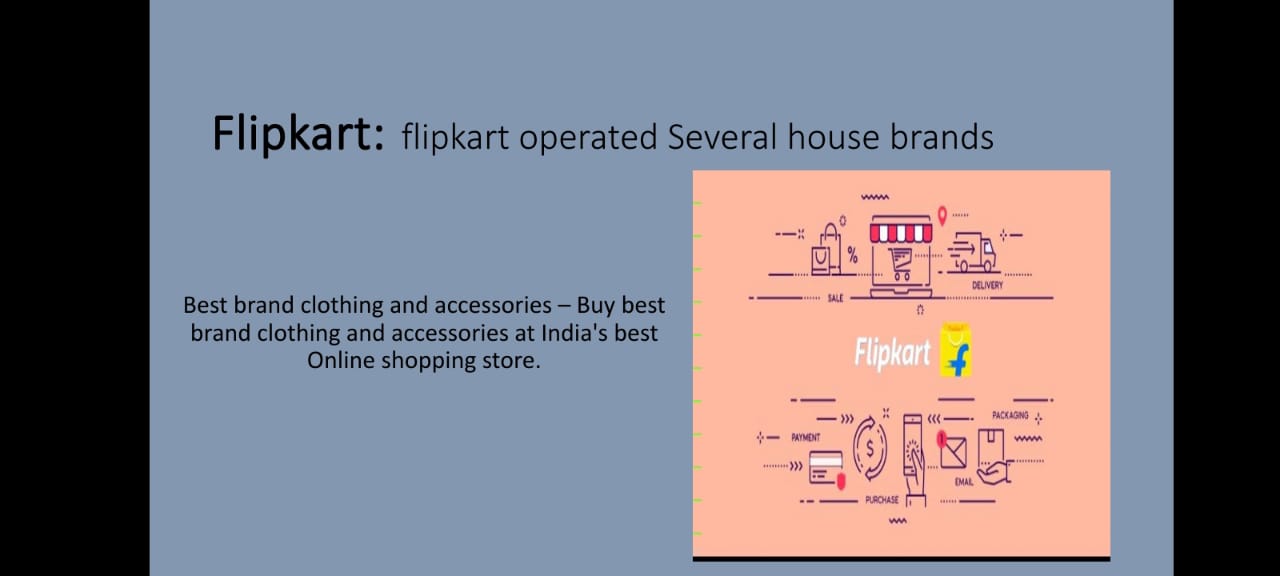 Flipkart: flipkart operated Several house brands
Best brand clothing and accessories – Buy best
brand clothing and accessories at India's best
Online shopping store.
%
SALE
DELIVERY
Flipkart f
PACKAGING
PAYMENT
$
1
EMAIL
PURCHASE